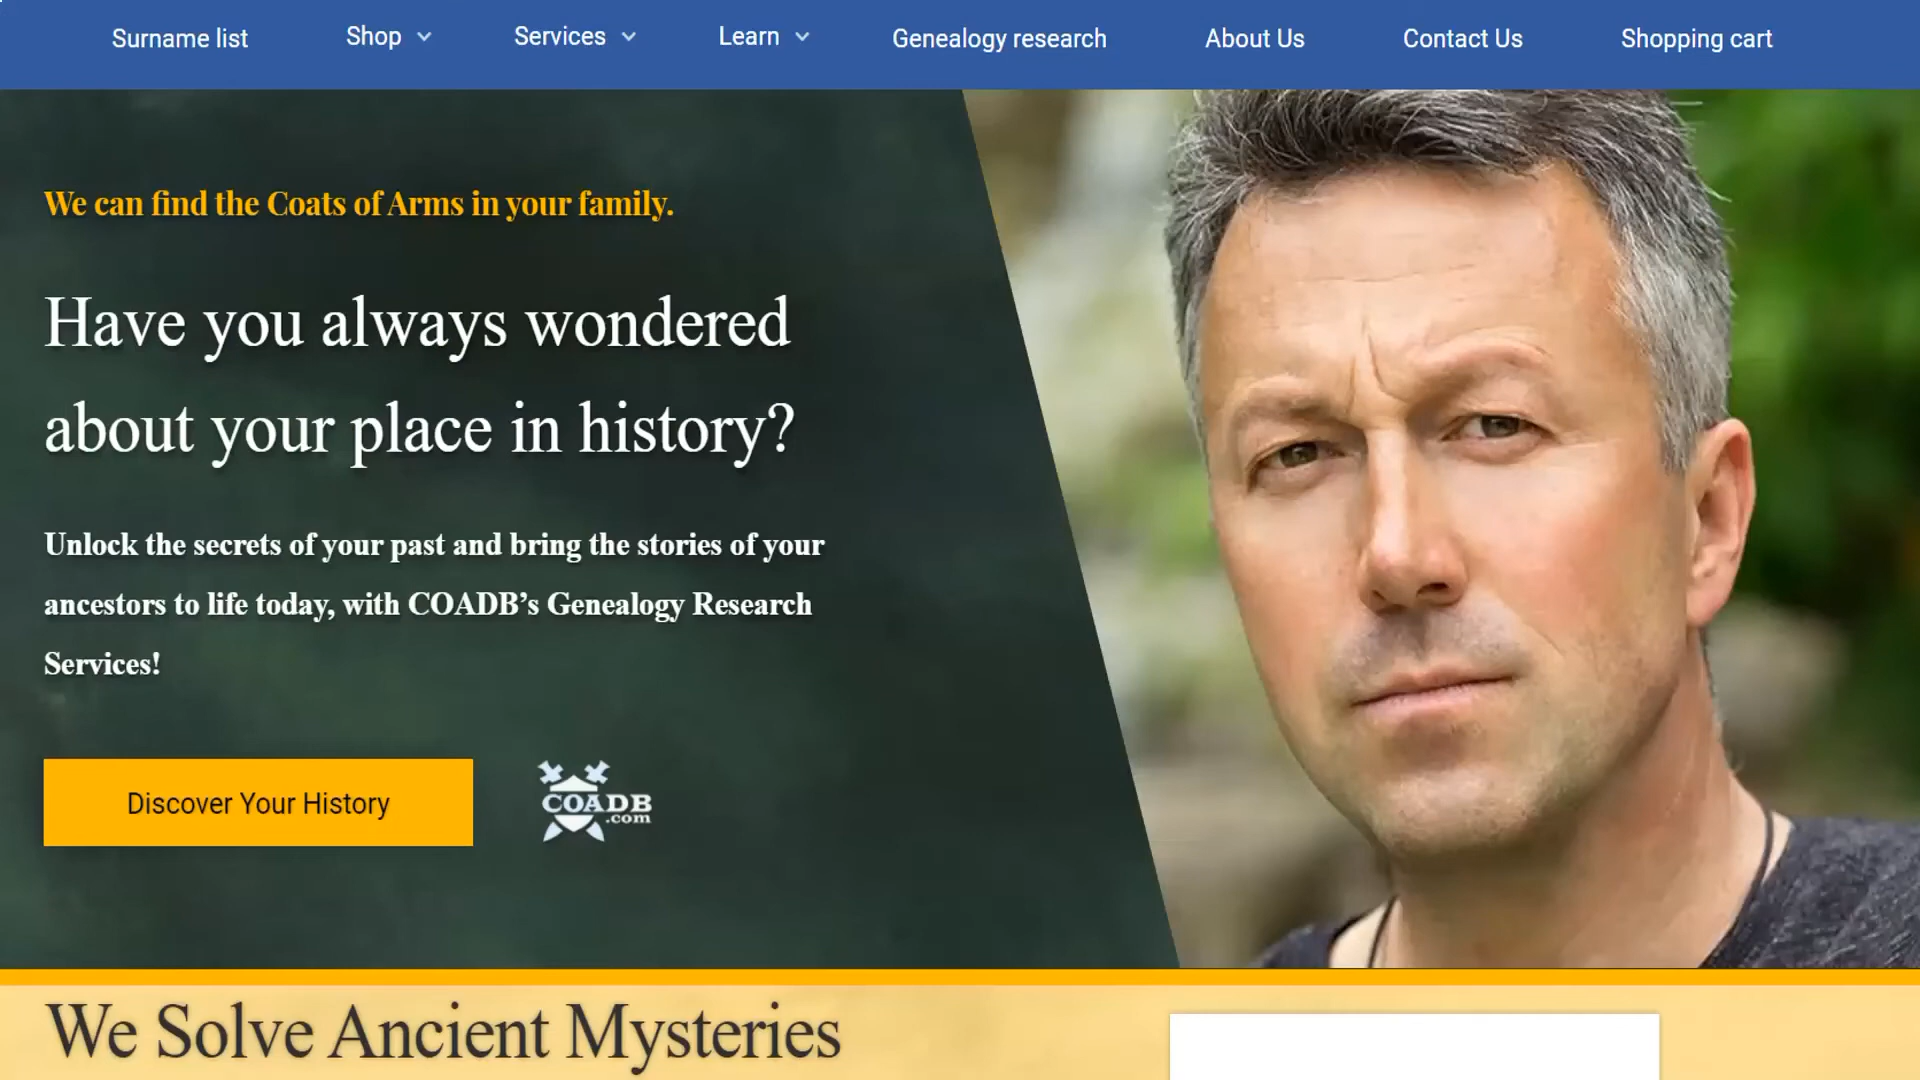 Surname list
Shop
Services
Learn
Genealogy research
About Us
Contact Us
Shopping cart
We can find the Coats of Arms in your family.
Have you always wondered
about your place in history?
Unlock the secrets of your past and bring the stories of your
ancestors to life today, with COADB’s Genealogy Research
Services!
Discover Your History
COADB
.com
We Solve Ancient Mysteries